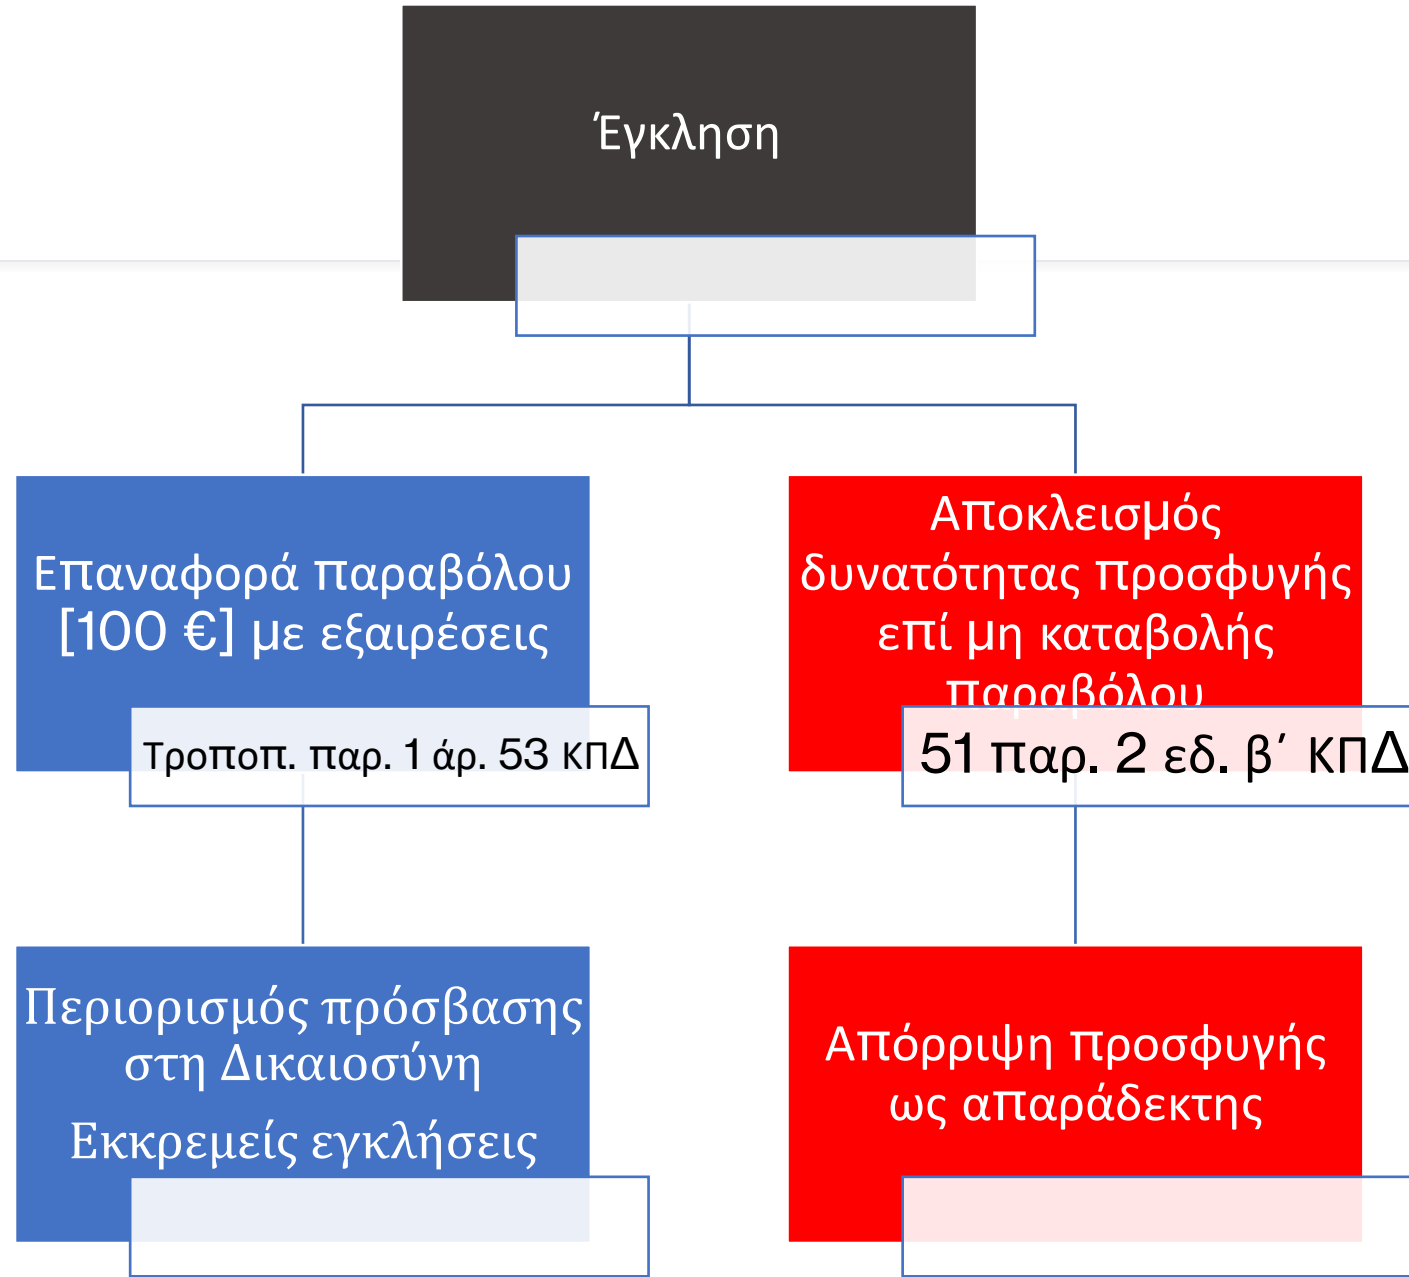 Έγκληση
Επαναφορά παραβόλου
[100 €] με εξαιρέσεις
Τροποπ. παρ. 1 άρ. 53 ΚΠΔ
Περιορισμός πρόσβασης
στη Δικαιοσύνη
Εκκρεμείς εγκλήσεις
Αποκλεισμός
δυνατότητας προσφυγής
επί μη καταβολής
παραβόλου
51 παρ. 2 εδ. β΄ ΚΠΔ
Απόρριψη προσφυγής
ως απαράδεκτης